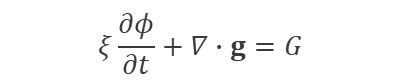 ξ ∂ϕ/∂t + ∇ · 𝐠 = G